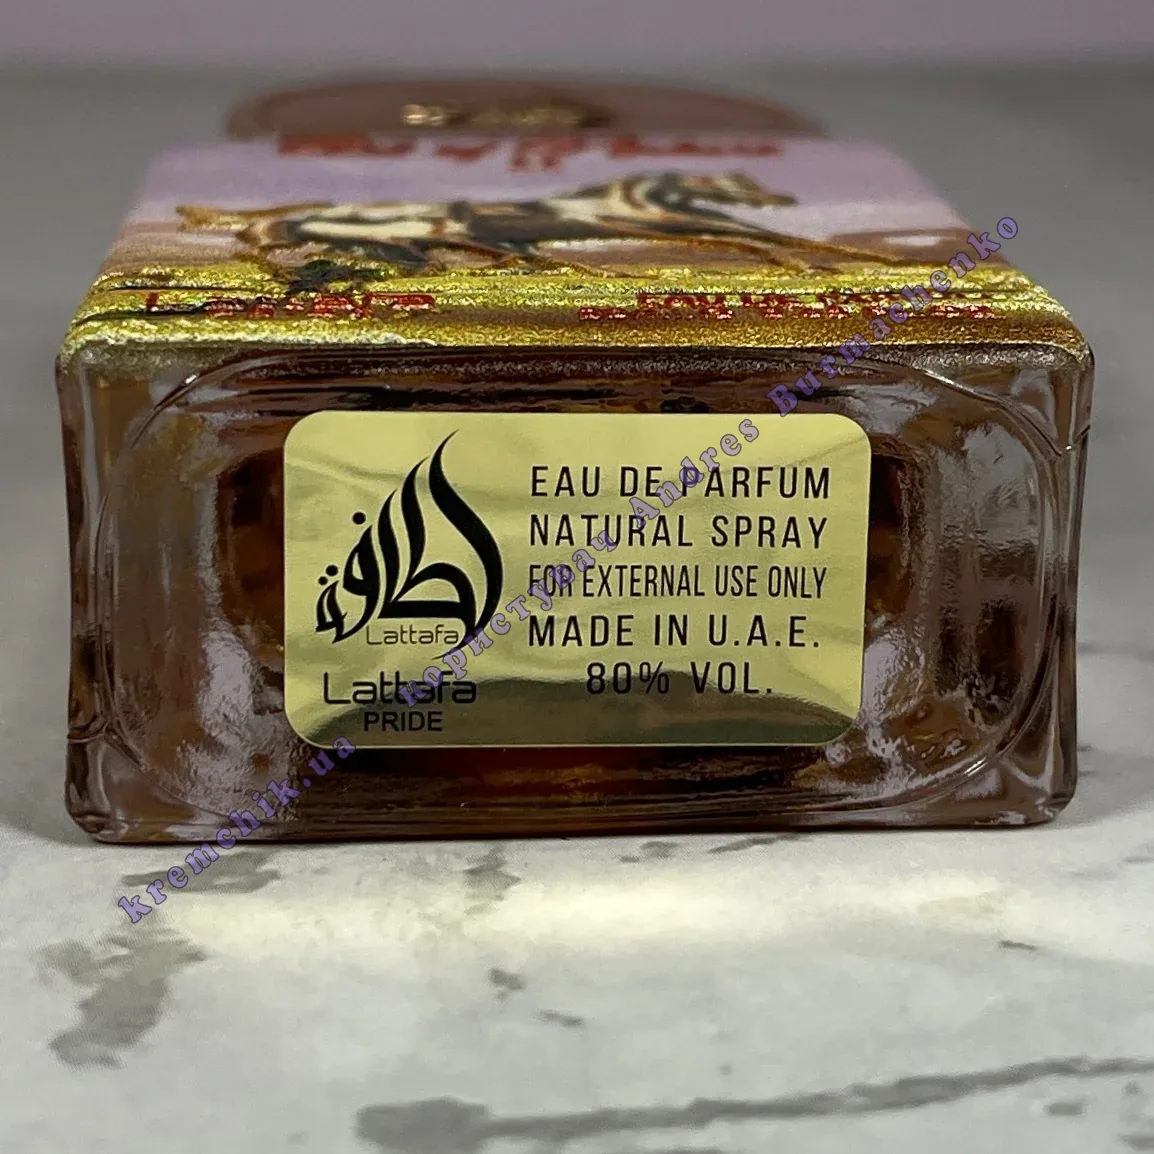 لطافة
Lattafa
Lattafa
PRIDE
EAU DE PARFUM
NATURAL SPRAY
FOR EXTERNAL USE ONLY
MADE IN U.A.E.
80% VOL.
kremchik.ua користувач Andres Burmachenko